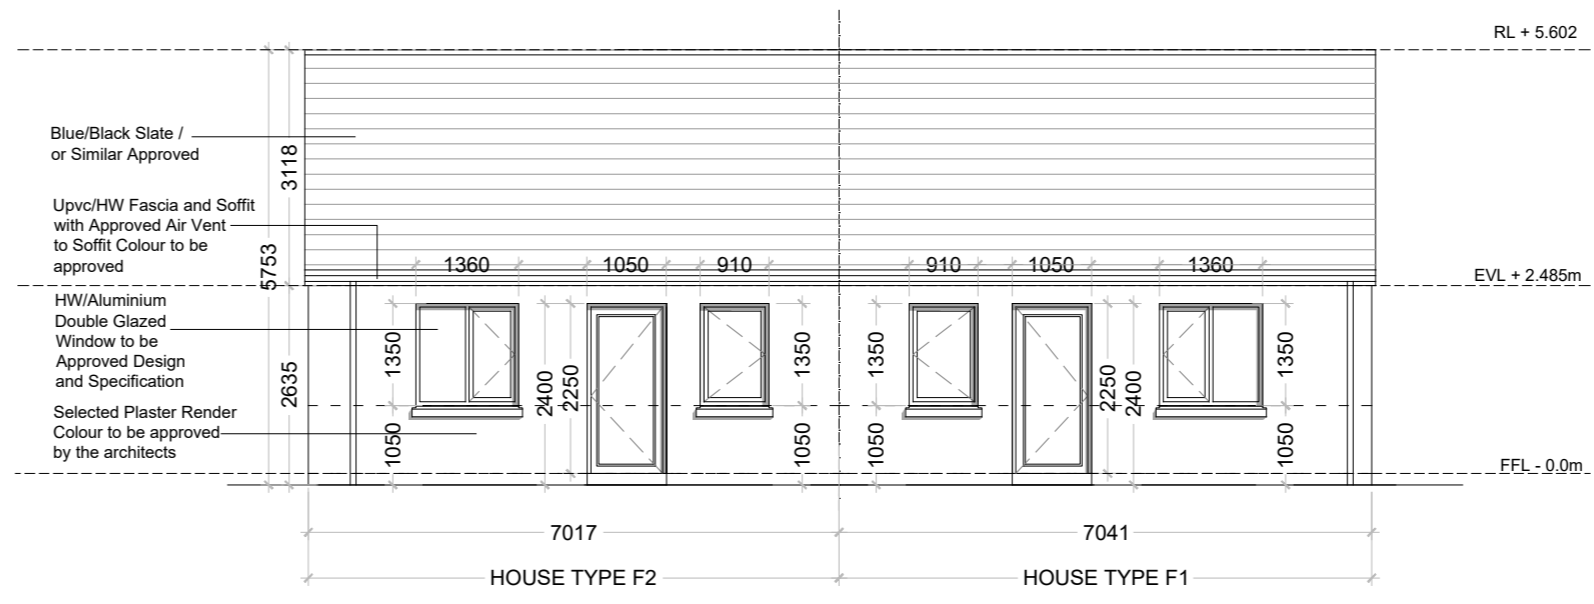 RL + 5.602
Blue/Black Slate /
or Similar Approved
3118
Upvc/HW Fascia and Soffit
with Approved Air Vent
to Soffit Colour to be
approved
5753
1360
1050
910
910
1050
1360
EVL + 2.485m
HW/Aluminium
Double Glazed
Window to be
Approved Design
and Specification
2635
1350
2400
2250
1350
1350
2250
2400
1350
Selected Plaster Render
Colour to be approved
by the architects
1050
1050
1050
1050
FFL - 0.0m
7017
7041
HOUSE TYPE F2
HOUSE TYPE F1